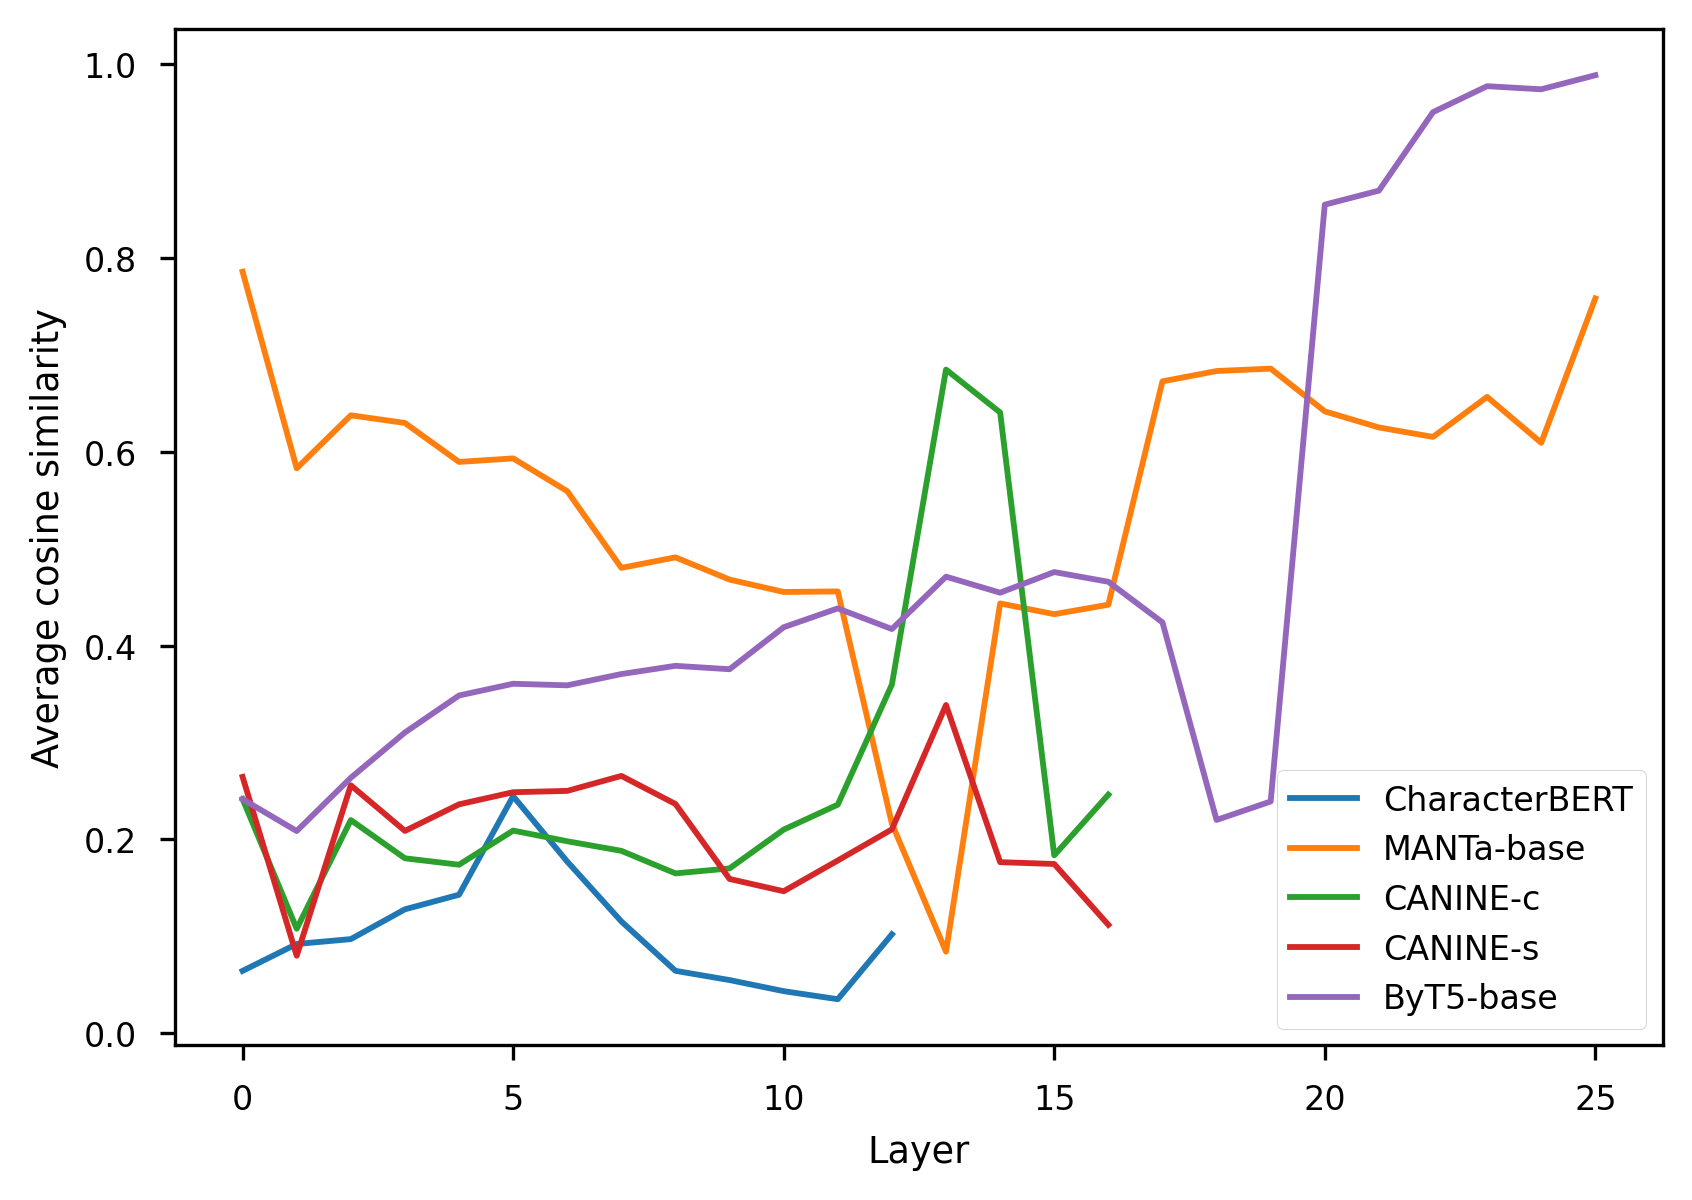 1.0
0.8
0.6
0.4
0.2
0.0
Average cosine similarity
0 5 10 15 20 25
Layer
CharacterBERT
MANTa-base
CANINE-c
CANINE-s
ByT5-base